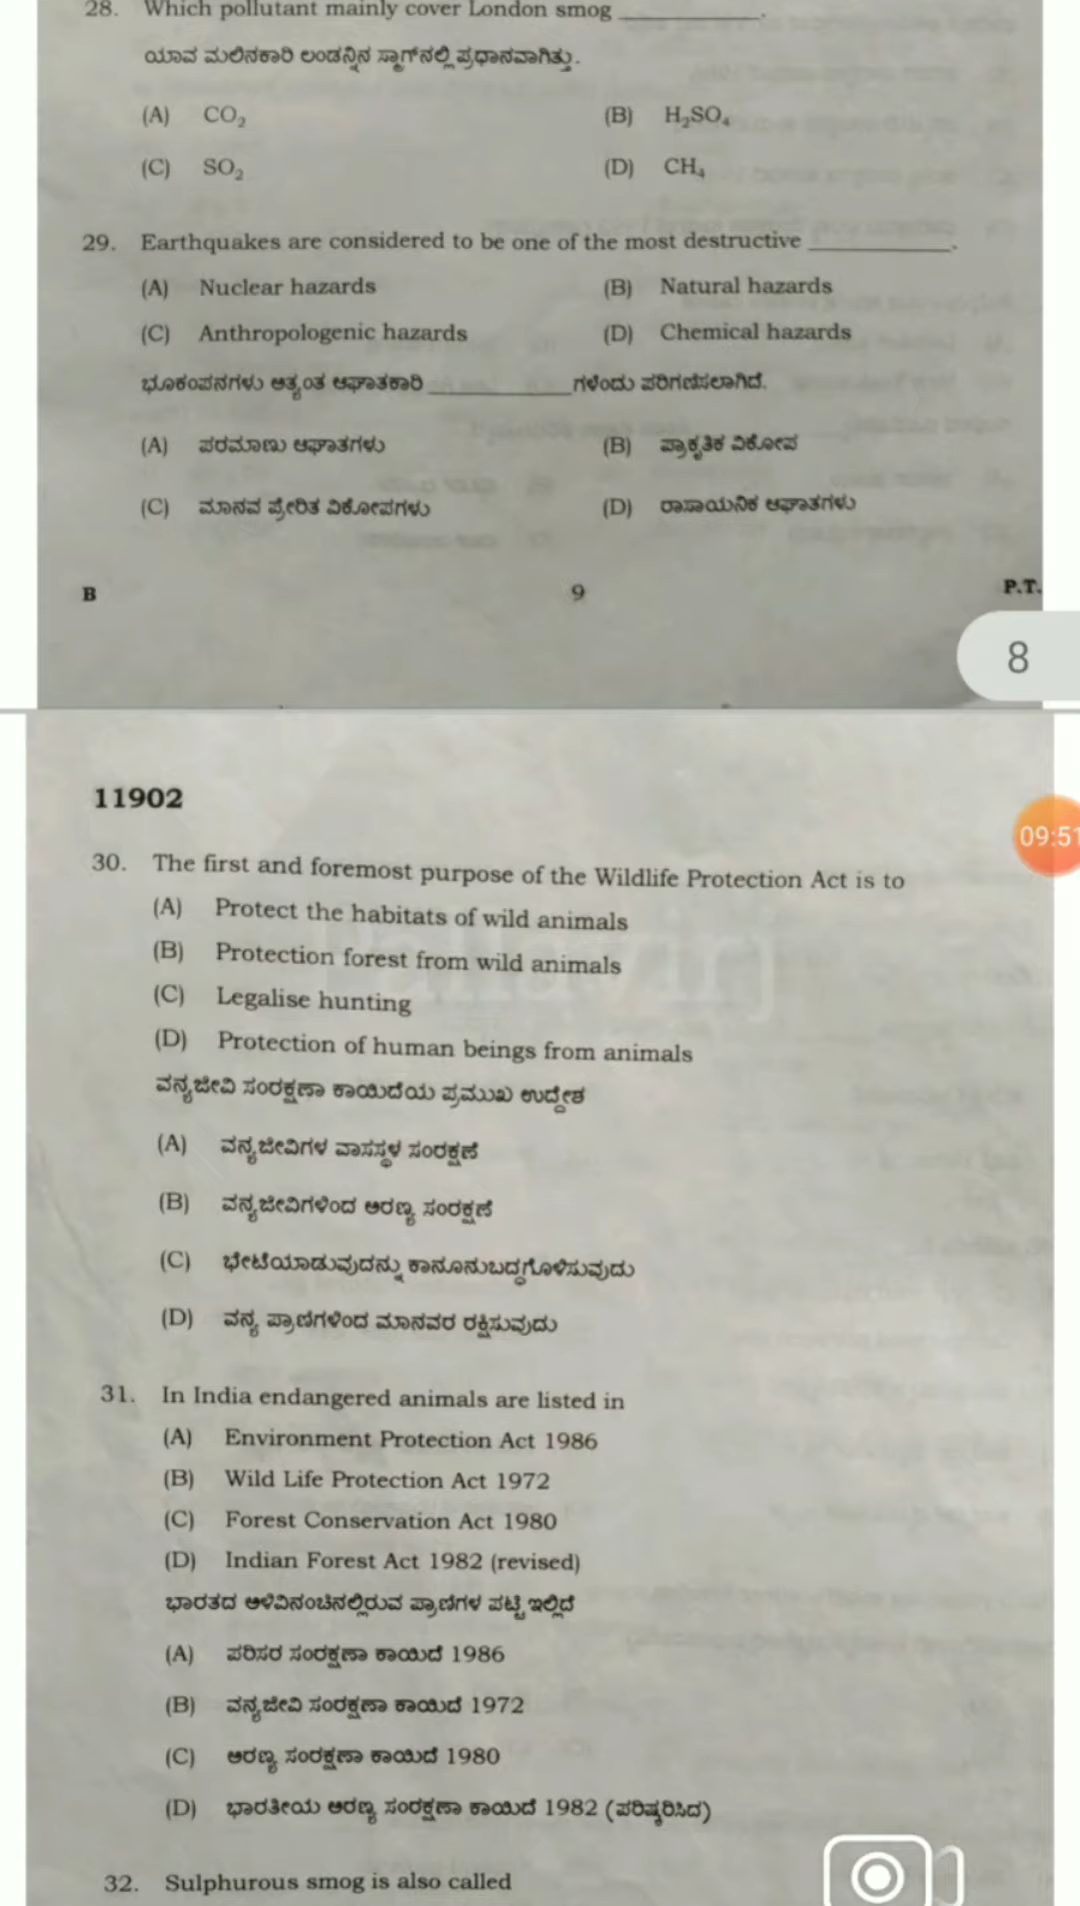 28. Which pollutant mainly cover London smog ____________.
ಯಾವ ಮಲಿನಕಾರಿ ಲಂಡನ್ನಿನ ಸ್ಮಾಗ್‌ನಲ್ಲಿ ಪ್ರಧಾನವಾಗಿತ್ತು.
(A) CO₂ (B) H₂SO₄
(C) SO₂ (D) CH₄
29. Earthquakes are considered to be one of the most destructive ____________.
(A) Nuclear hazards (B) Natural hazards
(C) Anthropologenic hazards (D) Chemical hazards
ಭೂಕಂಪನಗಳು ಅತ್ಯಂತ ಆಘಾತಕಾರಿ ____________ ಗಳೆಂದು ಪರಿಗಣಿಸಲಾಗಿದೆ.
(A) ಪರಮಾಣು ಆಘಾತಗಳು (B) ಪ್ರಾಕೃತಿಕ ವಿಕೋಪ
(C) ಮಾನವ ಪ್ರೇರಿತ ವಿಕೋಪಗಳು (D) ರಾಸಾಯನಿಕ ಆಘಾತಗಳು
B 9 P.T.
8
11902
09:51
30. The first and foremost purpose of the Wildlife Protection Act is to
(A) Protect the habitats of wild animals
(B) Protection forest from wild animals
(C) Legalise hunting
(D) Protection of human beings from animals
ವನ್ಯಜೀವಿ ಸಂರಕ್ಷಣಾ ಕಾಯಿದೆಯ ಪ್ರಮುಖ ಉದ್ದೇಶ
(A) ವನ್ಯಜೀವಿಗಳ ವಾಸಸ್ಥಳ ಸಂರಕ್ಷಣೆ
(B) ವನ್ಯಜೀವಿಗಳಿಂದ ಅರಣ್ಯ ಸಂರಕ್ಷಣೆ
(C) ಭೇಟೆಯಾಡುವುದನ್ನು ಕಾನೂನುಬದ್ಧಗೊಳಿಸುವುದು
(D) ವನ್ಯ ಪ್ರಾಣಿಗಳಿಂದ ಮಾನವರ ರಕ್ಷಿಸುವುದು
31. In India endangered animals are listed in
(A) Environment Protection Act 1986
(B) Wild Life Protection Act 1972
(C) Forest Conservation Act 1980
(D) Indian Forest Act 1982 (revised)
ಭಾರತದ ಅಳಿವಿನಂಚಿನಲ್ಲಿರುವ ಪ್ರಾಣಿಗಳ ಪಟ್ಟಿ ಇಲ್ಲಿದೆ
(A) ಪರಿಸರ ಸಂರಕ್ಷಣಾ ಕಾಯಿದೆ 1986
(B) ವನ್ಯಜೀವಿ ಸಂರಕ್ಷಣಾ ಕಾಯಿದೆ 1972
(C) ಅರಣ್ಯ ಸಂರಕ್ಷಣಾ ಕಾಯಿದೆ 1980
(D) ಭಾರತೀಯ ಅರಣ್ಯ ಸಂರಕ್ಷಣಾ ಕಾಯಿದೆ 1982 (ಪರಿಷ್ಕರಿಸಿದ)
32. Sulphurous smog is also called